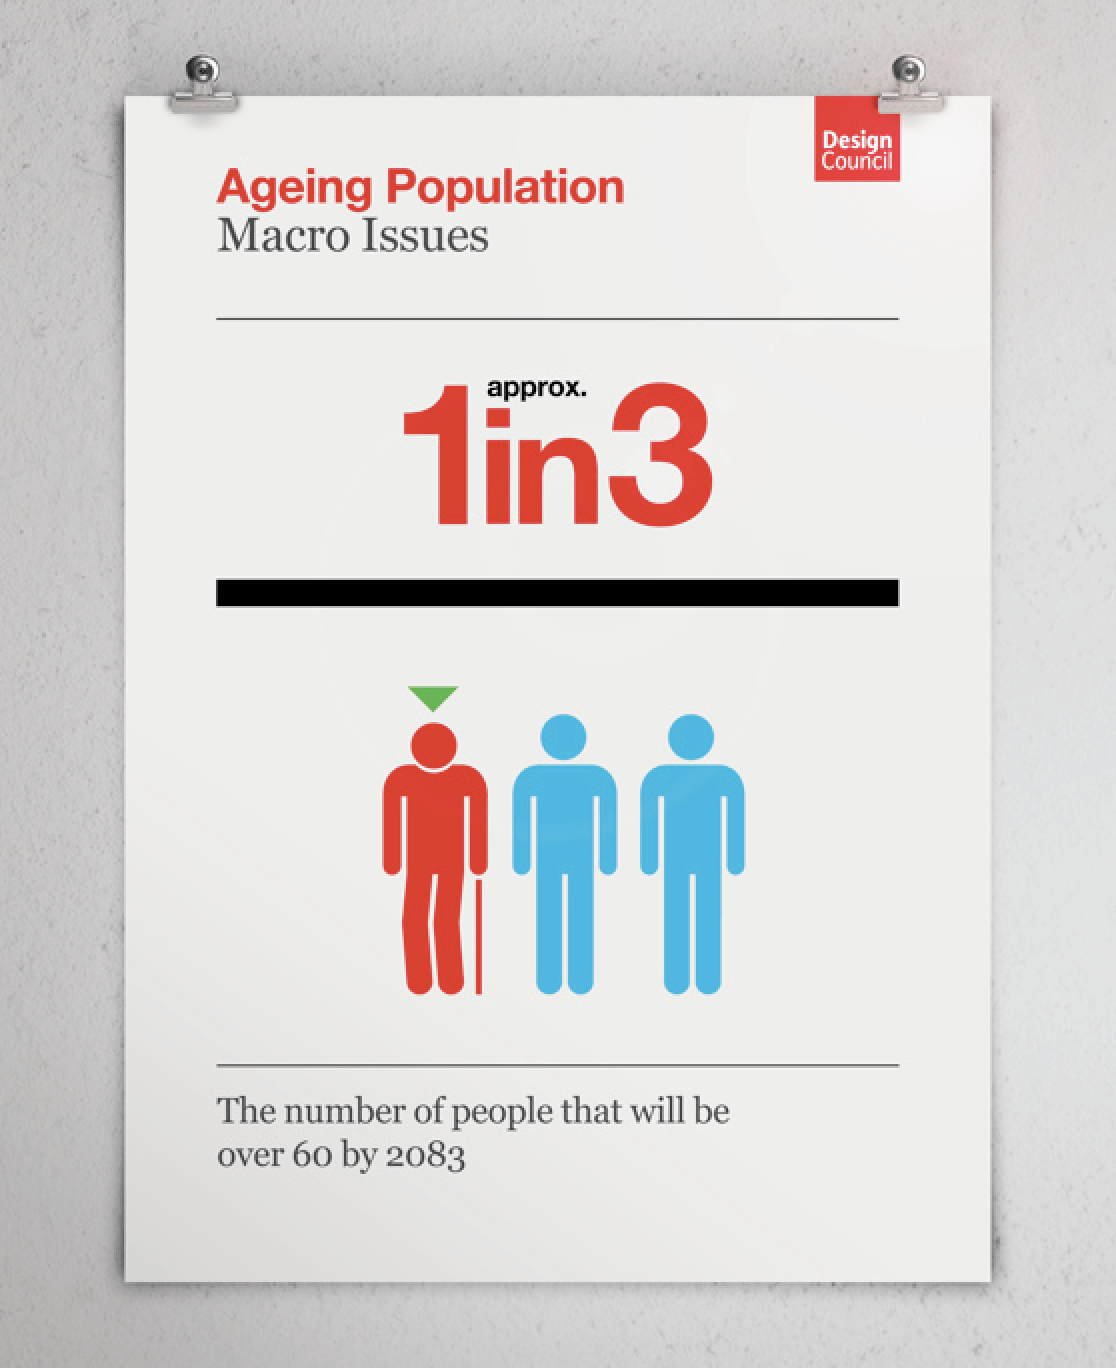 Design
Council
Ageing Population
Macro Issues
approx.
1in3
The number of people that will be
over 60 by 2083